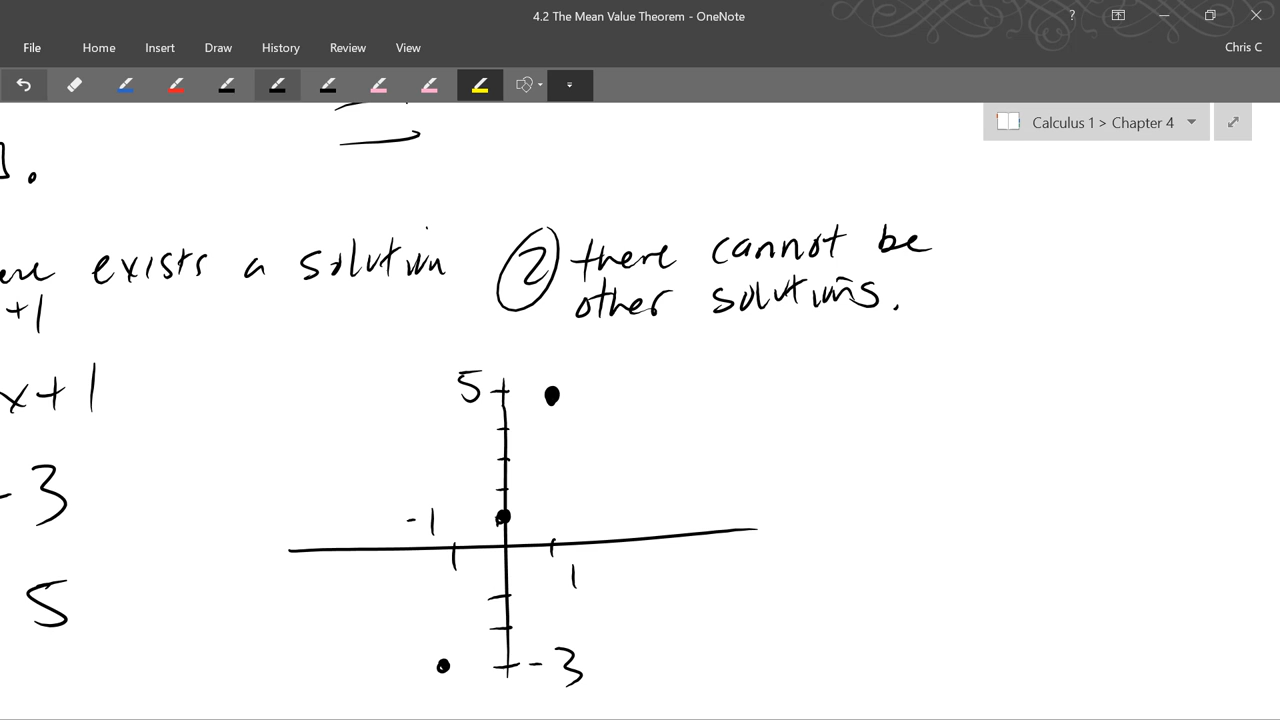 4.2 The Mean Value Theorem - OneNote
?
File Home Insert Draw History Review View
Chris C
Calculus 1 > Chapter 4
exists a solution
② there cannot be
other solutions.
+1
x+1
-3
5
5
-1
1
-3